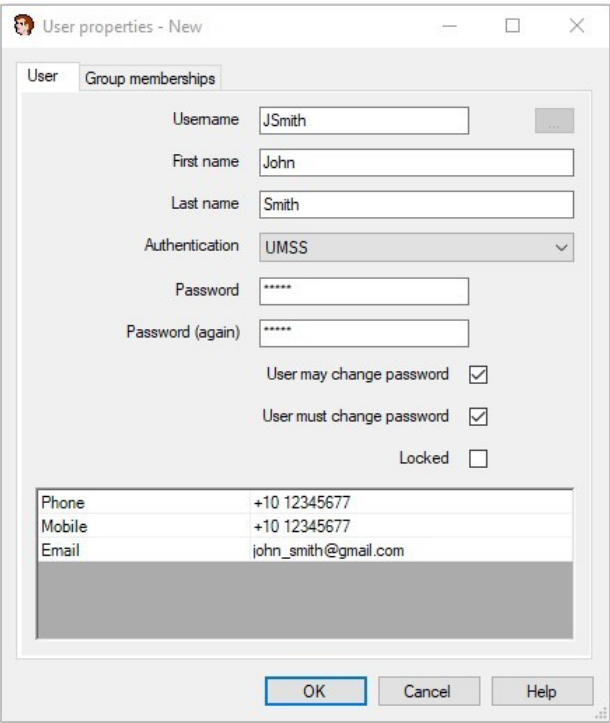 User properties - New
User Group memberships
Username JSmith ...
First name John
Last name Smith
Authentication UMSS
Password *****
Password (again) *****
User may change password
User must change password
Locked
Phone +10 12345677
Mobile +10 12345677
Email john_smith@gmail.com
OK Cancel Help